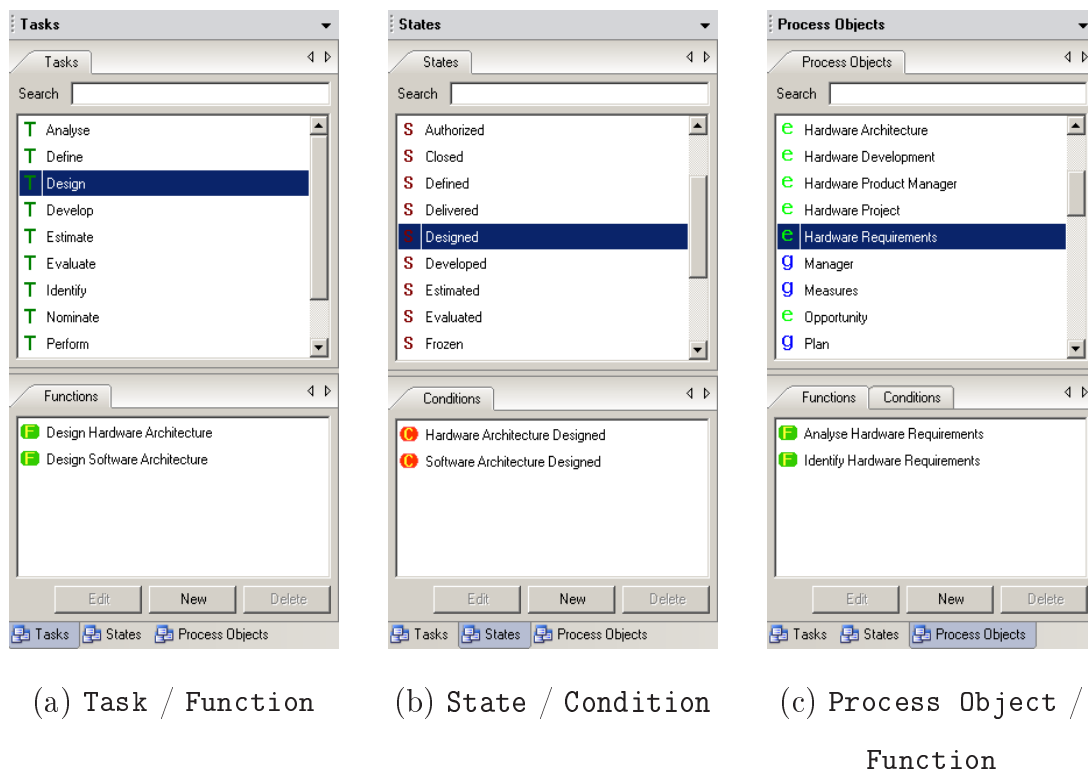 Tasks
Tasks
Search
T Analyse
T Define
T Design
T Develop
T Estimate
T Evaluate
T Identify
T Nominate
T Perform
Functions
F Design Hardware Architecture
F Design Software Architecture
Edit New Delete
Tasks States Process Objects
(a) Task / Function
States
States
Search
S Authorized
S Closed
S Defined
S Delivered
S Designed
S Developed
S Estimated
S Evaluated
S Frozen
Conditions
C Hardware Architecture Designed
C Software Architecture Designed
Edit New Delete
Tasks States Process Objects
(b) State / Condition
Process Objects
Process Objects
Search
e Hardware Architecture
e Hardware Development
e Hardware Product Manager
e Hardware Project
e Hardware Requirements
g Manager
g Measures
e Opportunity
g Plan
Functions Conditions
F Analyse Hardware Requirements
F Identify Hardware Requirements
Edit New Delete
Tasks States Process Objects
(c) Process Object /
Function